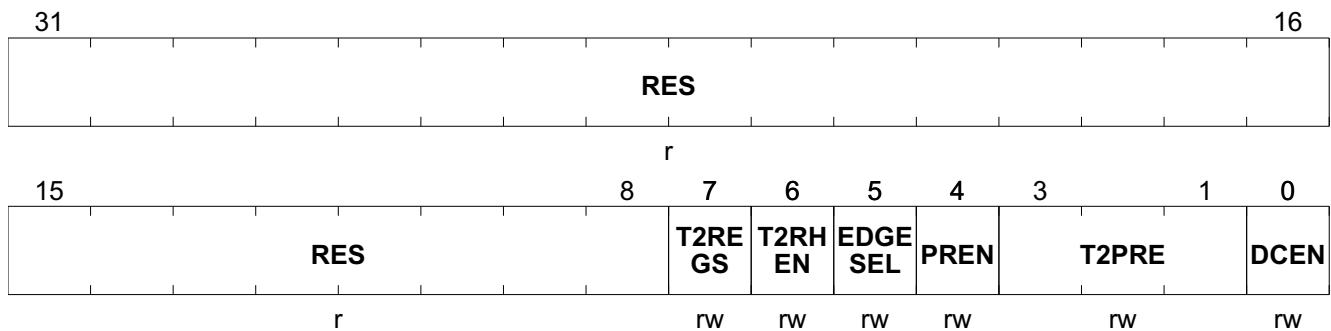 31 16
RES
r
15 8 7 6 5 4 3 1 0
RES T2RE GS T2RH EN EDGE SEL PREN T2PRE DCEN
r rw rw rw rw rw rw